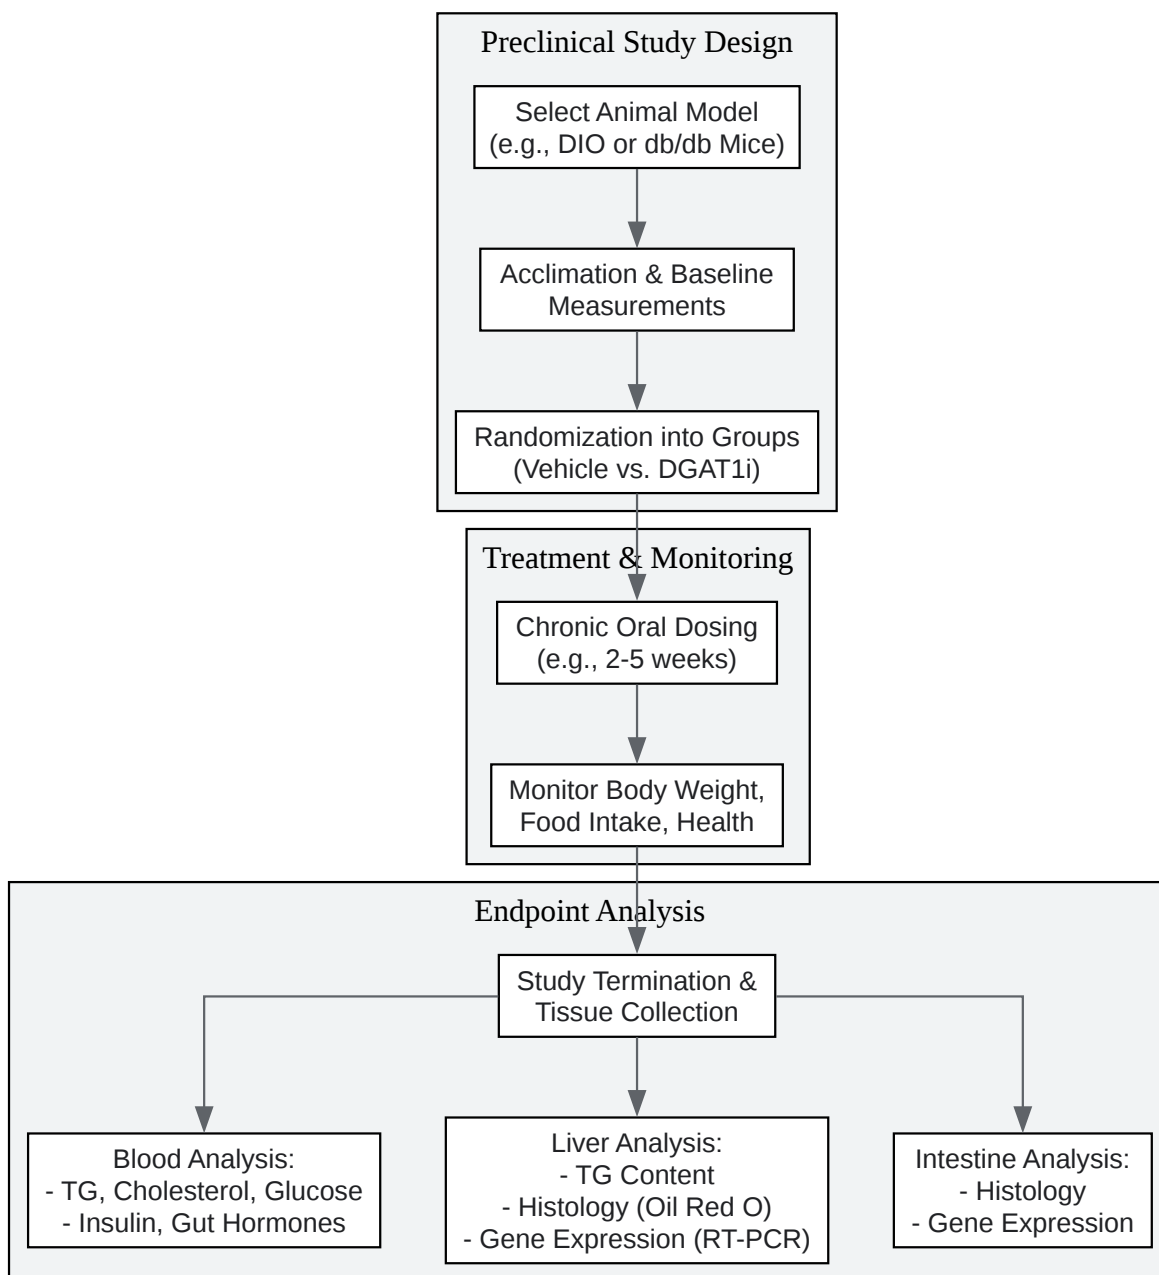 Preclinical Study Design
Select Animal Model
(e.g., DIO or db/db Mice)
Acclimation & Baseline
Measurements
Randomization into Groups
(Vehicle vs. DGAT1i)
Treatment & Monitoring
Chronic Oral Dosing
(e.g., 2-5 weeks)
Monitor Body Weight,
Food Intake, Health
Endpoint Analysis
Study Termination &
Tissue Collection
Blood Analysis:
- TG, Cholesterol, Glucose
- Insulin, Gut Hormones
Liver Analysis:
- TG Content
- Histology (Oil Red O)
- Gene Expression (RT-PCR)
Intestine Analysis:
- Histology
- Gene Expression